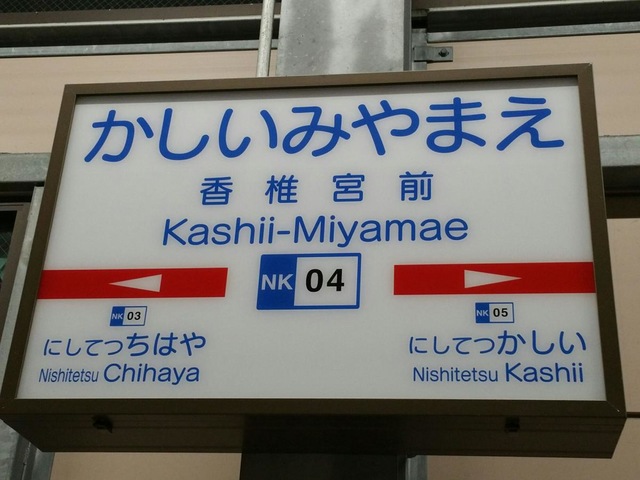 かしいみやまえ
香椎宮前
Kashii-Miyamae
NK 04
NK 03
にしてつちはや
Nishitetsu Chihaya
NK 05
にしてつかしい
Nishitetsu Kashii